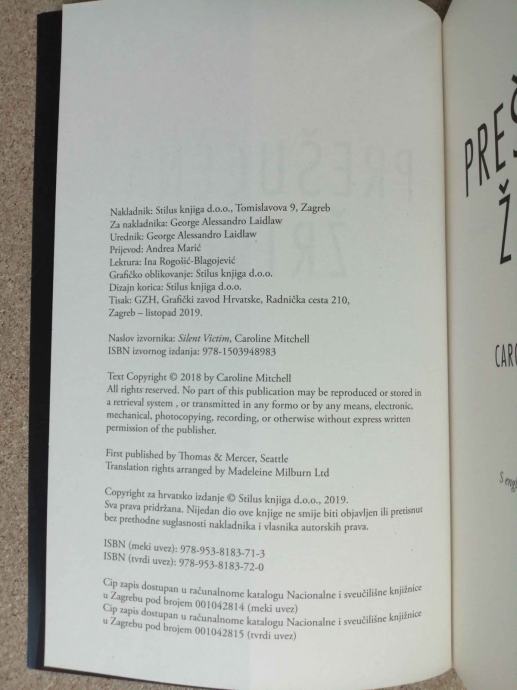 Nakladnik: Stilus knjiga d.o.o., Tomislavova 9, Zagreb
Za nakladnika: George Alessandro Laidlaw
Urednik: George Alessandro Laidlaw
Prijevod: Andrea Marić
Lektura: Ina Rogošić-Blagojević
Grafičko oblikovanje: Stilus knjiga d.o.o.
Dizajn korica: Stilus knjiga d.o.o.
Tisak: GZH, Grafički zavod Hrvatske, Radnička cesta 210,
Zagreb – listopad 2019.
Naslov izvornika: Silent Victim, Caroline Mitchell
ISBN izvornog izdanja: 978-1503948983
Text Copyright © 2018 by Caroline Mitchell
All rights reserved. No part of this publication may be reproduced or stored in
a retrieval system , or transmitted in any formo or by any means, electronic,
mechanical, photocopying, recording, or otherwise without express written
permission of the publisher.
First published by Thomas & Mercer, Seattle
Translation rights arranged by Madeleine Milburn Ltd
Copyright za hrvatsko izdanje © Stilus knjiga d.o.o., 2019.
Sva prava pridržana. Nijedan dio ove knjige ne smije biti objavljen ili pretisnut
bez prethodne suglasnosti nakladnika i vlasnika autorskih prava.
ISBN (meki uvez): 978-953-8183-71-3
ISBN (tvrdi uvez): 978-953-8183-72-0
Cip zapis dostupan u računalnome katalogu Nacionalne i sveučilišne knjižnice
u Zagrebu pod brojem 001042814 (meki uvez)
Cip zapis dostupan u računalnome katalogu Nacionalne i sveučilišne knjižnice
u Zagrebu pod brojem 001042815 (tvrdi uvez)
PREŠ
Ž
CARO
S engl